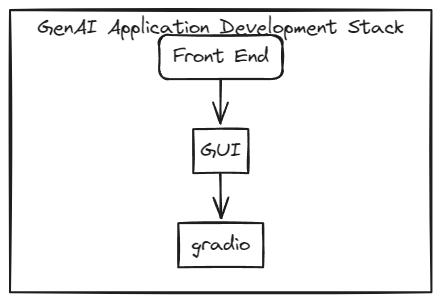 GenAI Application Development Stack
Front End
GUI
gradio